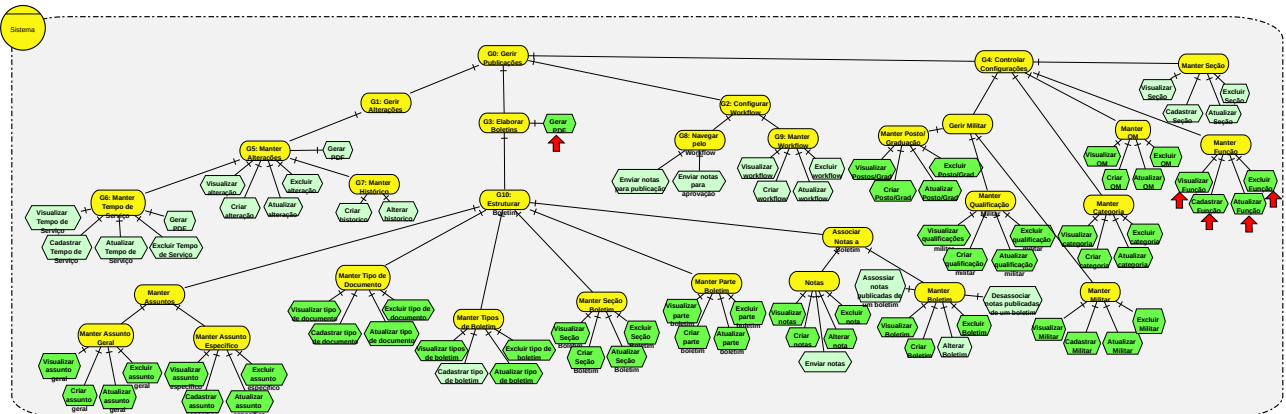 Sistema
G0: Gerir
Publicações
G4: Controlar
Configurações
Manter Seção
Visualizar
Seção
Excluir
Seção
Cadastrar
Seção
Atualizar
Seção
G1: Gerir
Alterações
G3: Elaborar
Boletins
Gerar
PDF
G2: Configurar
Workflow
G8: Navegar
pelo
Workflow
G9: Manter
Workflow
Enviar notas
para publicação
Enviar notas
para
aprovação
Visualizar
workflow
Excluir
workflow
Criar
workflow
Atualizar
workflow
Manter Posto/
Graduação
Gerir Militar
Visualizar
Postos/Grad
Excluir
Posto/Grad
Criar
Posto/Grad
Atualizar
Posto/Grad
Manter
OM
Visualizar
OM
Excluir
OM
Criar
OM
Atualizar
OM
Manter
Função
Visualizar
Função
Excluir
Função
Cadastrar
Função
Atualizar
Função
G5: Manter
Alterações
Gerar
PDF
Visualizar
alteração
Excluir
alteração
Criar
alteração
Atualizar
alteração
G7: Manter
Histórico
Criar
historico
Alterar
historico
G6: Manter
Tempo de
Serviço
Visualizar
Tempo de
Serviço
Gerar
PDF
Cadastrar
Tempo de
Serviço
Atualizar
Tempo de
Serviço
Excluir Tempo
de Serviço
G10:
Estruturar
Boletim
Manter
Qualificação
Militar
Visualizar
qualificações
militar
Excluir
qualificação
militar
Criar
qualificação
militar
Atualizar
qualificação
militar
Manter
Categoria
Visualizar
categoria
Excluir
categoria
Criar
categoria
Atualizar
categoria
Associar
Notas a
Boletim
Manter
Assuntos
Manter Tipo de
Documento
Visualizar tipo
de documento
Excluir tipo
de documento
Cadastrar tipo
de documento
Atualizar tipo
de documento
Manter Tipos
de Boletim
Visualizar tipos
de boletim
Excluir tipo de
boletim
Cadastrar tipo
de boletim
Atualizar tipo de
boletim
Manter Seção
Boletim
Visualizar
Seção
Boletim
Excluir
Seção
Boletim
Criar
Seção
Boletim
Atualizar
Seção
Boletim
Manter Parte
Boletim
Visualizar
parte
boletim
Excluir
parte
boletim
Criar
parte
boletim
Atualizar
parte
boletim
Notas
Visualizar
notas
Excluir
nota
Criar
notas
Alterar
nota
Enviar notas
Assossiar
notas
publicadas de
um boletim
Manter
Boletim
Desassociar
notas publicadas
de um boletim
Visualizar
Boletim
Excluir
Boletim
Criar
Boletim
Alterar
Boletim
Manter
Militar
Visualizar
Militar
Excluir
Militar
Cadastrar
Militar
Atualizar
Militar
Manter Assunto
Geral
Visualizar
assunto
geral
Excluir
assunto
geral
Criar
assunto
geral
Atualizar
assunto
geral
Manter Assunto
Específico
Visualizar
assunto
específico
Excluir
assunto
específico
Cadastrar
assunto
Atualizar
assunto